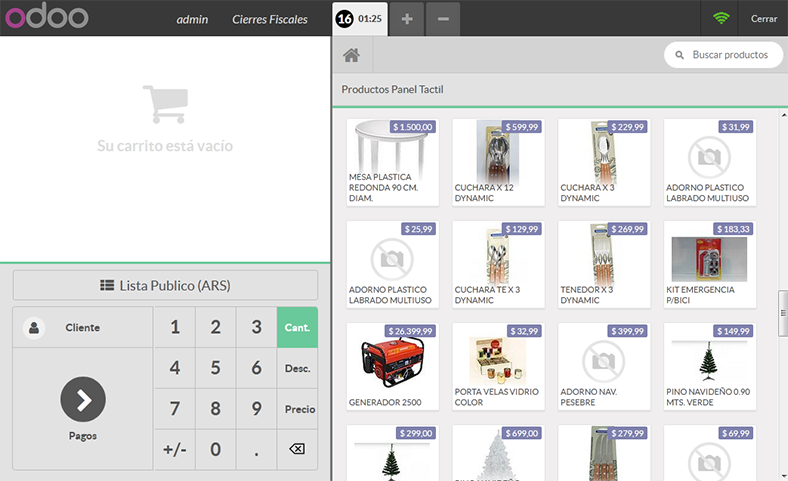 odoo
admin
Cierres Fiscales
16 01:25
+
−
Cerrar
Su carrito está vacío
Lista Publico (ARS)
Cliente
Pagos
1 2 3 Cant.
4 5 6 Desc.
7 8 9 Precio
+/- 0 .
Buscar productos
Productos Panel Tactil
$ 1.500,00
MESA PLASTICA
REDONDA 90 CM.
DIAM.
$ 599,99
CUCHARA X 12
DYNAMIC
$ 229,99
CUCHARA X 3
DYNAMIC
$ 31,99
ADORNO PLASTICO
LABRADO MULTIUSO
$ 25,99
ADORNO PLASTICO
LABRADO MULTIUSO
$ 129,99
CUCHARA TE X 3
DYNAMIC
$ 269,99
TENEDOR X 3
DYNAMIC
$ 183,33
KIT EMERGENCIA
P/BICI
$ 26.399,99
GENERADOR 2500
$ 32,99
PORTA VELAS VIDRIO
COLOR
$ 399,99
ADORNO NAV.
PESEBRE
$ 149,99
PINO NAVIDEÑO 0.90
MTS. VERDE
$ 299,00
$ 699,00
$ 279,99
$ 69,99